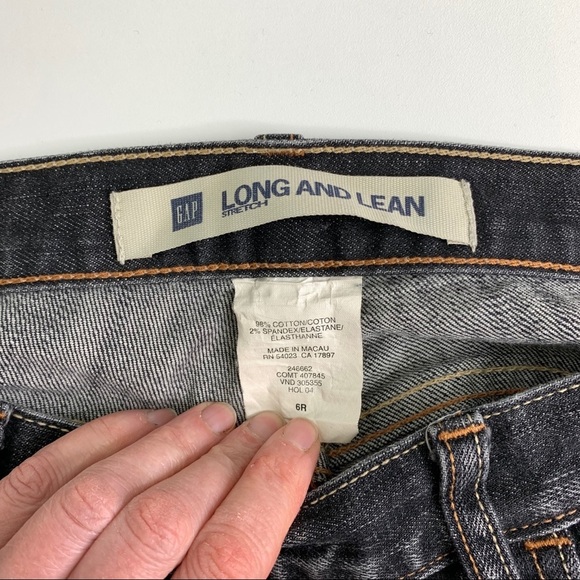 GAP LONG AND LEAN
STRETCH
98% COTTON/COTON
2% SPANDEX/ELASTANE/
ÉLASTHANNE
MADE IN MACAU
RN 54023 CA 17897
246662
COMT 407845
VND 305355
HOL 04
6R